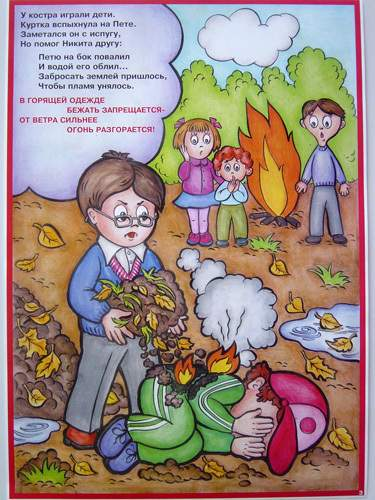 У костра играли дети.
Куртка вспыхнула на Пете.
Заметался он с испугу,
Но помог Никита другу:
Петю на бок повалил
И водой его облил...
Забросать землей пришлось,
Чтобы пламя унялось.
В ГОРЯЩЕЙ ОДЕЖДЕ
БЕЖАТЬ ЗАПРЕЩАЕТСЯ-
ОТ ВЕТРА СИЛЬНЕЕ
ОГОНЬ РАЗГОРАЕТСЯ!